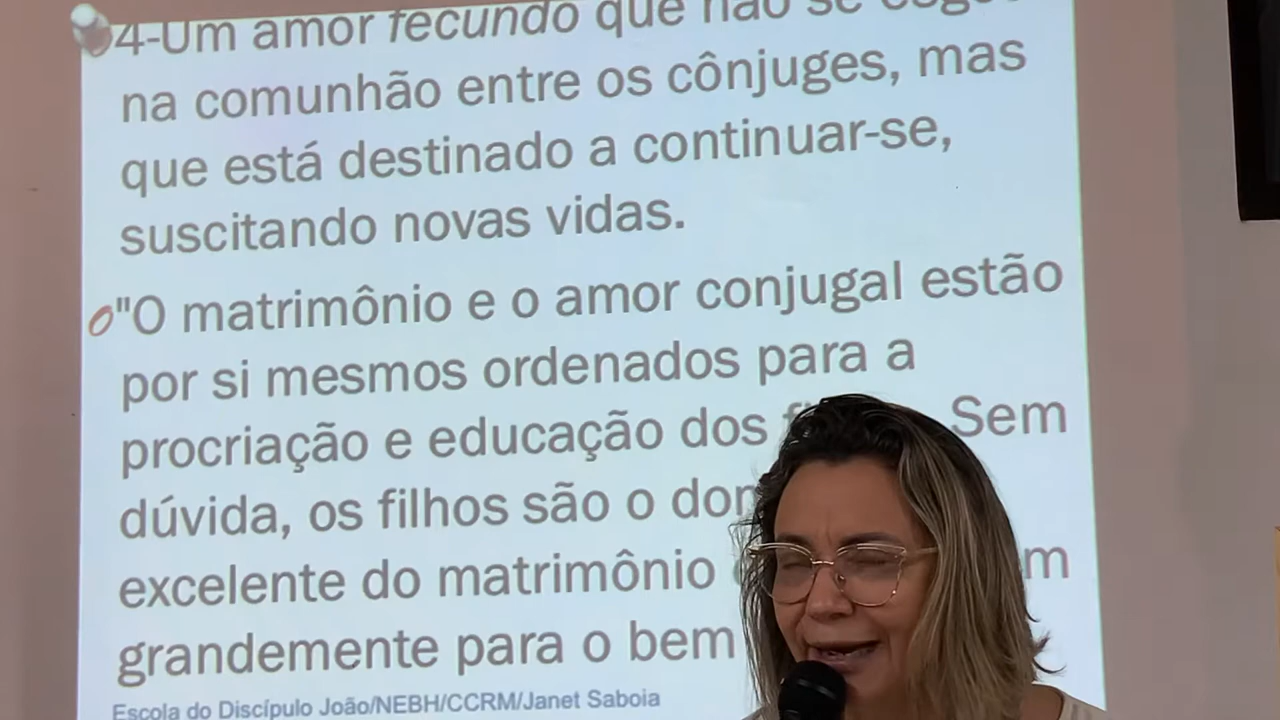 4-Um amor fecundo que não se
na comunhão entre os cônjuges, mas
que está destinado a continuar-se,
suscitando novas vidas.
"O matrimônio e o amor conjugal estão
por si mesmos ordenados para a
procriação e educação dos Sem
dúvida, os filhos são o
excelente do matrimônio
grandemente para o bem
Escola do Discípulo João/NEBH/CCRM/Janet Saboia